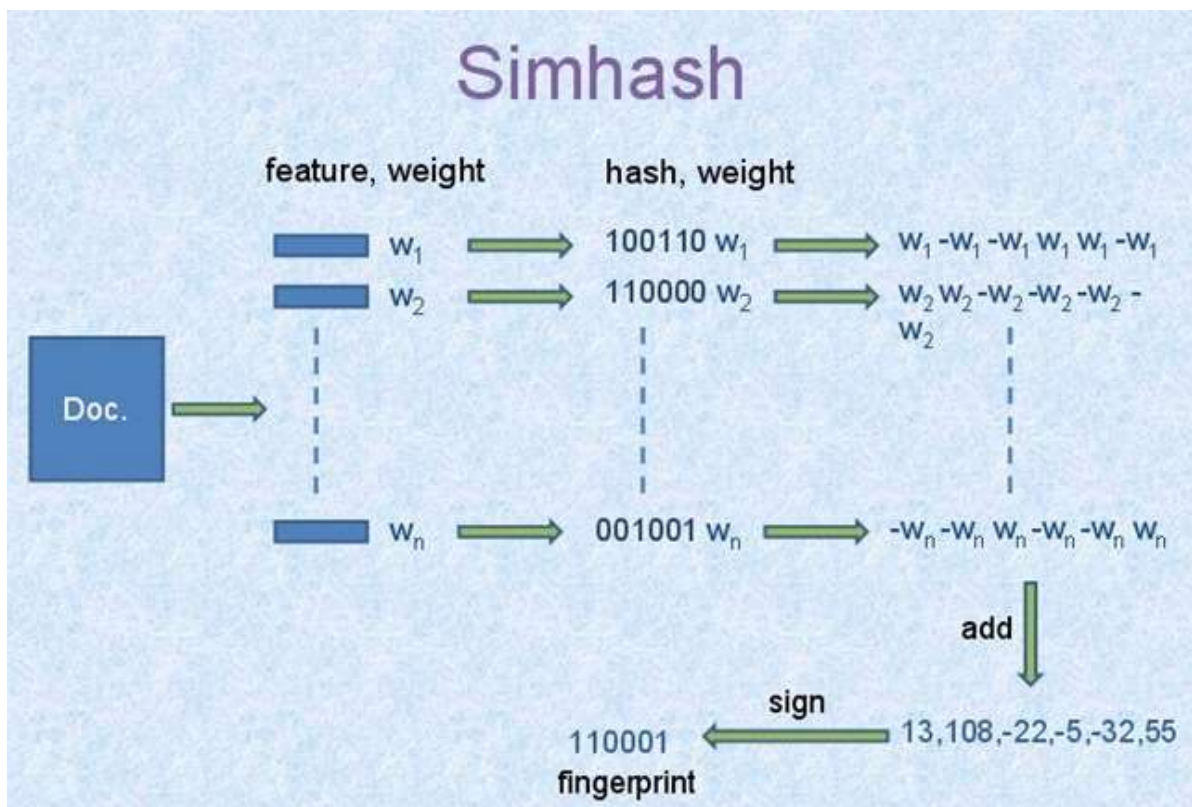 Simhash
feature, weight hash, weight
w₁ 100110 w₁ w₁ -w₁ -w₁ w₁ w₁ -w₁
w₂ 110000 w₂ w₂ w₂ -w₂ -w₂ -w₂ -
w₂
Doc.
wₙ 001001 wₙ -wₙ -wₙ wₙ -wₙ -wₙ wₙ
add
sign
110001 13,108,-22,-5,-32,55
fingerprint